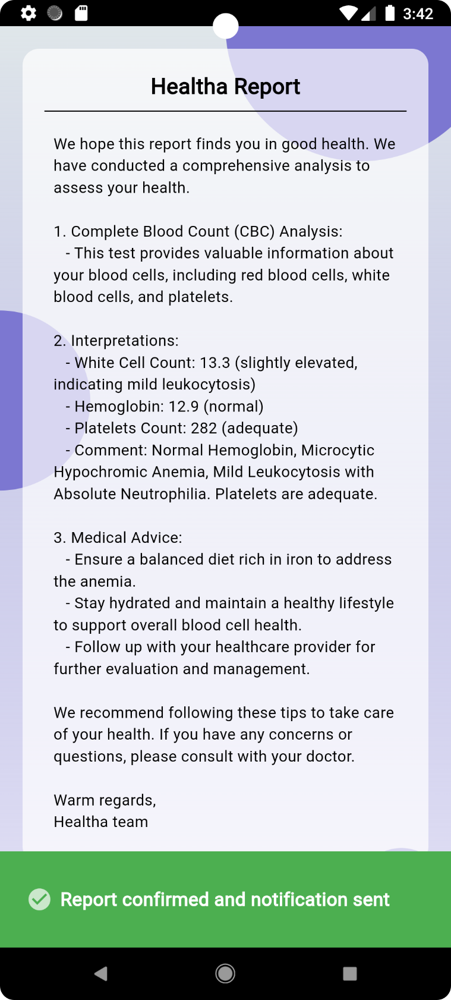 3:42
Healtha Report
We hope this report finds you in good health. We
have conducted a comprehensive analysis to
assess your health.
1. Complete Blood Count (CBC) Analysis:
- This test provides valuable information about
your blood cells, including red blood cells, white
blood cells, and platelets.
2. Interpretations:
- White Cell Count: 13.3 (slightly elevated,
indicating mild leukocytosis)
- Hemoglobin: 12.9 (normal)
- Platelets Count: 282 (adequate)
- Comment: Normal Hemoglobin, Microcytic
Hypochromic Anemia, Mild Leukocytosis with
Absolute Neutrophilia. Platelets are adequate.
3. Medical Advice:
- Ensure a balanced diet rich in iron to address
the anemia.
- Stay hydrated and maintain a healthy lifestyle
to support overall blood cell health.
- Follow up with your healthcare provider for
further evaluation and management.
We recommend following these tips to take care
of your health. If you have any concerns or
questions, please consult with your doctor.
Warm regards,
Healtha team
Report confirmed and notification sent